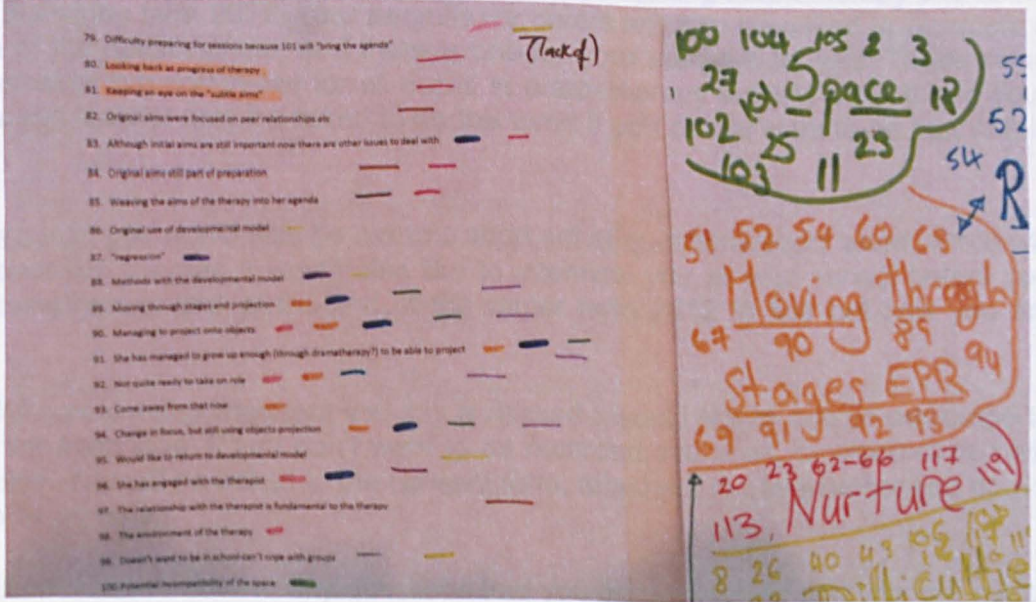 79. Difficulty preparing for sessions because 101 will "bring the agenda"
(lack of)
80. Looking back as progress of therapy
81. Keeping an eye on the "subtle aims"
82. Original aims were focused on peer relationships etc
83. Although initial aims are still important now there are other issues to deal with
84. Original aims still part of preparation
85. Weaving the aims of the therapy into her agenda
86. Original use of developmental model
87. "regression"
88. Methods with the developmental model
89. Moving through stages and projection
90. Managing to project onto objects
91. She has managed to grow up enough (through dramatherapy?) to be able to project
92. Not quite ready to take on role
93. Come away from that now
94. Change in focus, but still using objects projection
95. Would like to return to developmental model
96. She has engaged with the therapist
97. The relationship with the therapist is fundamental to the therapy
98. The environment of the therapy
99. Doesn't want to be in school-can't cope with groups
100. Potential incompatibility of the space
100 104 105 2 3
27 101 Space 18
102 25 23
103 11
55
52
54
R
51 52 54 60 68
Moving through
67 90 89
Stages EPR 94
69 91 92 93
20 23 62-66 117
113, Nurture 119
8 26 40 43